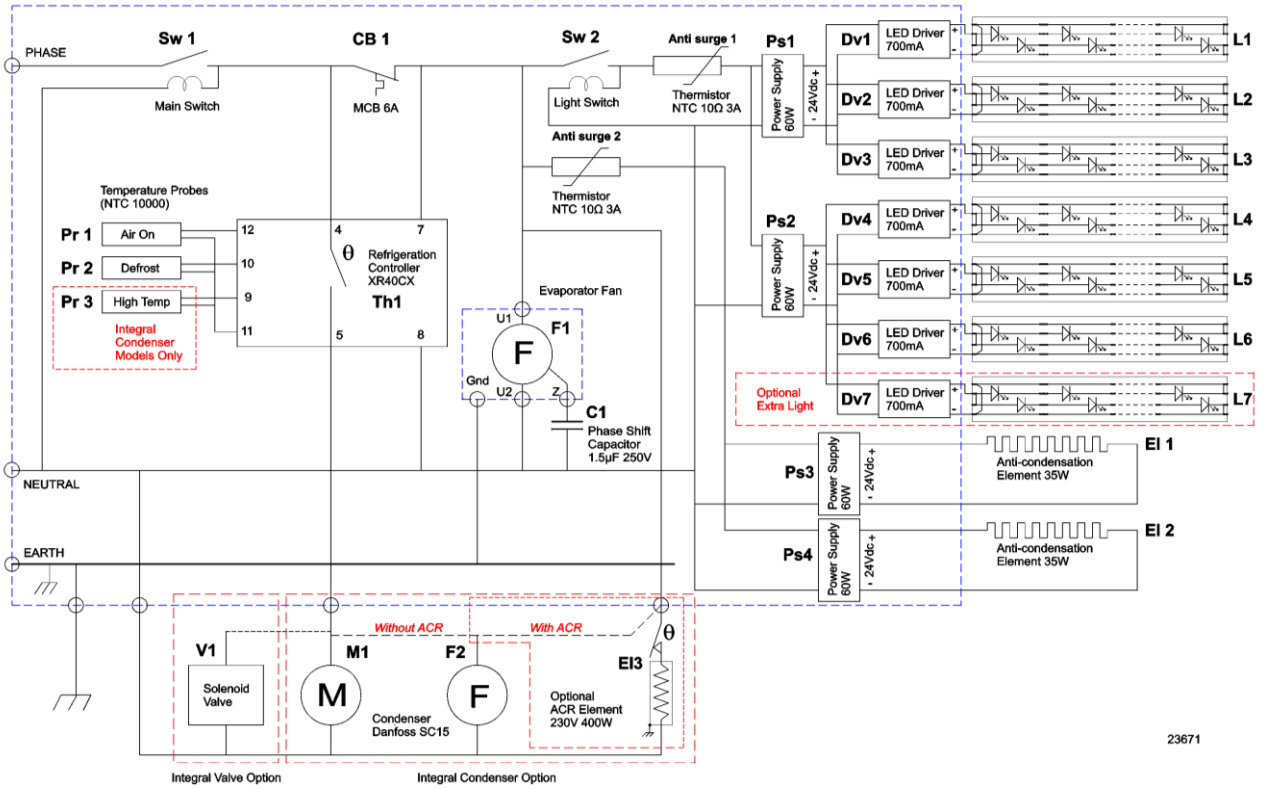 PHASE
Sw 1
Main Switch
CB 1
MCB 6A
Sw 2
Light Switch
Anti surge 1
Thermistor
NTC 10Ω 3A
Anti surge 2
Thermistor
NTC 10Ω 3A
Ps1
Power Supply
60W
- 24Vdc +
Dv1
LED Driver
700mA
+
-
L1
Dv2
LED Driver
700mA
+
-
L2
Dv3
LED Driver
700mA
+
-
L3
Ps2
Power Supply
60W
- 24Vdc +
Dv4
LED Driver
700mA
+
-
L4
Dv5
LED Driver
700mA
+
-
L5
Dv6
LED Driver
700mA
+
-
L6
Optional
Extra Light
Dv7
LED Driver
700mA
+
-
L7
Temperature Probes
(NTC 10000)
Pr 1
Air On
Pr 2
Defrost
Pr 3
High Temp
Integral
Condenser
Models Only
12
10
9
11
4
7
θ
Refrigeration
Controller
XR40CX
Th1
5
8
Evaporator Fan
U1
F1
F
Gnd
U2
Z
C1
Phase Shift
Capacitor
1.5µF 250V
Ps3
Power Supply
60W
- 24Vdc +
El 1
Anti-condensation
Element 35W
Ps4
Power Supply
60W
- 24Vdc +
El 2
Anti-condensation
Element 35W
NEUTRAL
EARTH
Without ACR
With ACR
V1
Solenoid
Valve
M1
M
F2
F
Condenser
Danfoss SC15
θ
El3
Optional
ACR Element
230V 400W
Integral Valve Option
Integral Condenser Option
23671